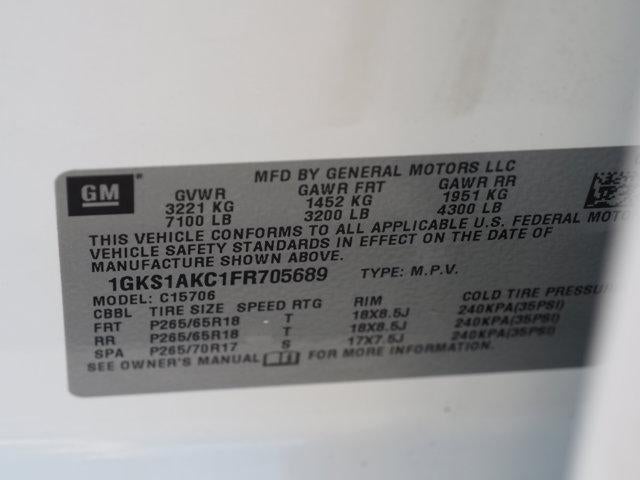 MFD BY GENERAL MOTORS LLC
GM
GVWR GAWR FRT GAWR RR
3221 KG 1452 KG 1951 KG
7100 LB 3200 LB 4300 LB
THIS VEHICLE CONFORMS TO ALL APPLICABLE U.S. FEDERAL MOTO
VEHICLE SAFETY STANDARDS IN EFFECT ON THE DATE OF
MANUFACTURE SHOWN ABOVE.
1GKS1AKC1FR705689 TYPE: M.P.V.
MODEL: C15706
CBBL TIRE SIZE SPEED RTG RIM COLD TIRE PRESSURE
FRT P265/65R18 T 18X8.5J 240KPA(35PSI)
RR P265/65R18 T 18X8.5J 240KPA(35PSI)
SPA P265/70R17 S 17X7.5J 240KPA(35PSI)
SEE OWNER'S MANUAL FOR MORE INFORMATION.